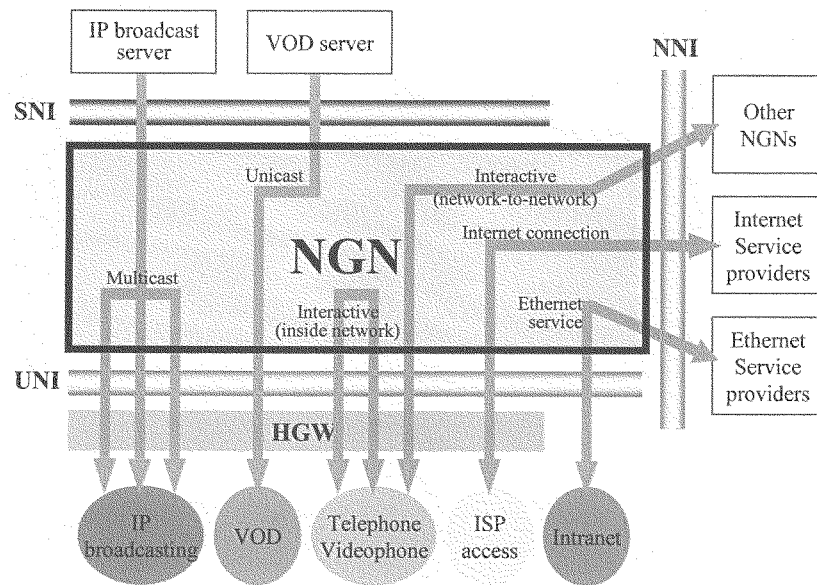 IP broadcast
server
VOD server
NNI
SNI
Other
NGNs
Unicast
Interactive
(network-to-network)
Internet connection
Internet
Service
providers
NGN
Multicast
Interactive
(inside network)
Ethernet
service
Ethernet
Service
providers
UNI
HGW
IP
broadcasting
VOD
Telephone
Videophone
ISP
access
Intranet